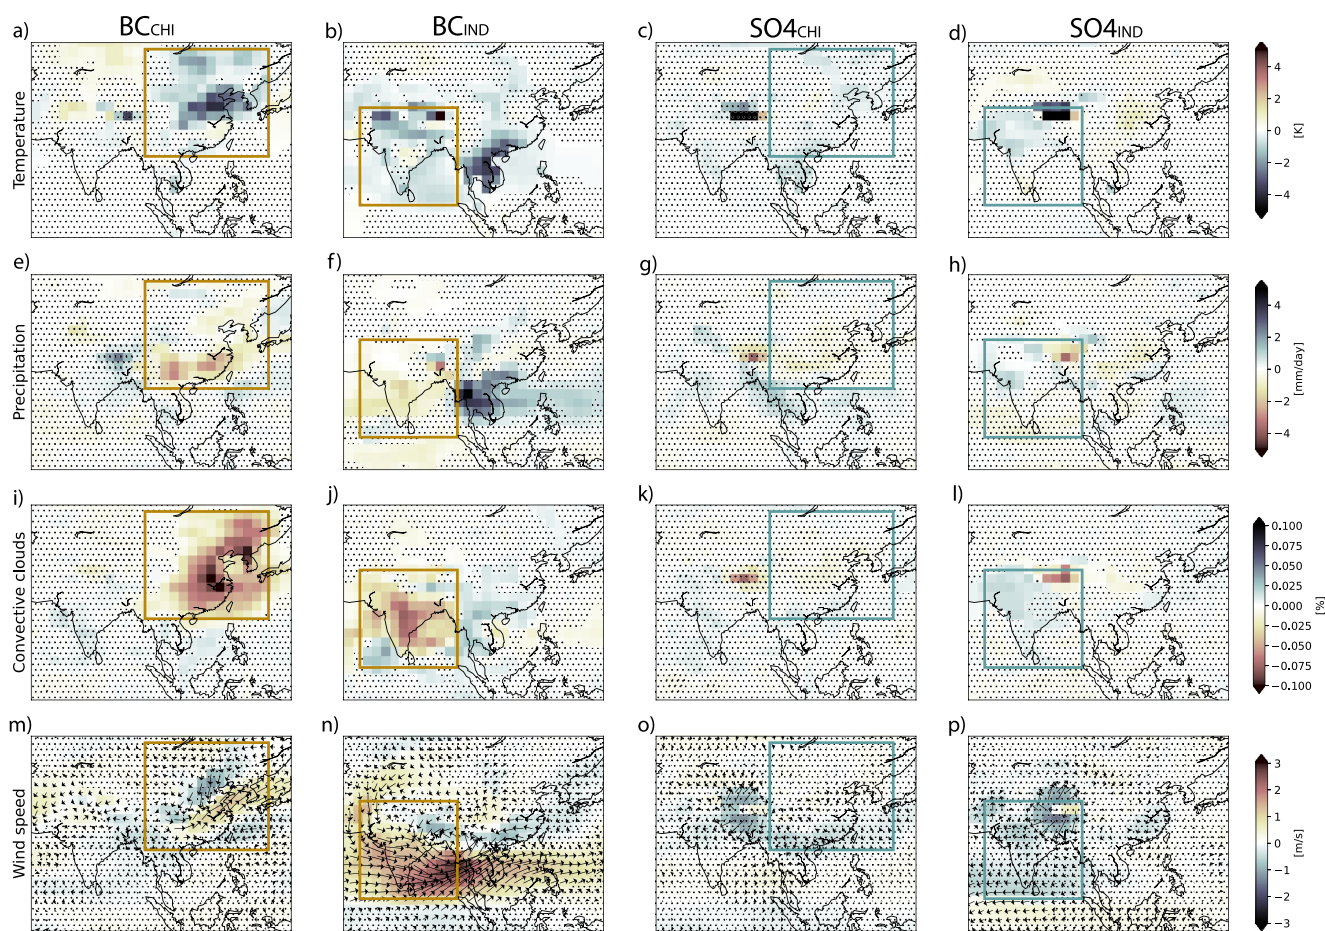 BCCHI BCIND SO4CHI SO4IND
a) b) c) d)
Temperature
4
2
0
−2
−4
[K]
e) f) g) h)
Precipitation
4
2
0
−2
−4
[mm/day]
i) j) k) l)
Convective clouds
0.100
0.075
0.050
0.025
0.000
−0.025
−0.050
−0.075
−0.100
[%]
m) n) o) p)
Wind speed
3
2
1
0
−1
−2
−3
[m/s]